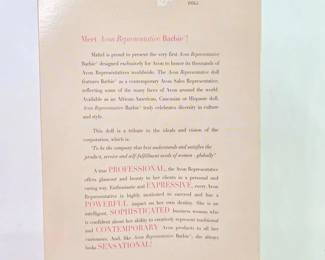 DOLL
Meet Avon Representative Barbie®!
Mattel is proud to present the very first Avon Representative
Barbie® designed exclusively for Avon to honor its thousands of
Avon Representatives worldwide. The Avon Representative doll
features Barbie® as a contemporary Avon Sales Representative,
reflecting some of the many faces of Avon around the world.
Available as an African-American, Caucasian or Hispanic doll,
Avon Representative Barbie® truly celebrates diversity in culture
and style.
This doll is a tribute to the ideals and vision of the
corporation, which is:
"To be the company that best understands and satisfies the
product, service and self-fulfillment needs of women - globally"
A true PROFESSIONAL, the Avon Representative
offers glamour and beauty to her clients in a personal and
caring way. Enthusiastic and EXPRESSIVE, every Avon
Representative is highly motivated to succeed and has a
POWERFUL impact on her own destiny. She is an
intelligent, SOPHISTICATED business woman who
is confident about her ability to creatively represent traditional
and CONTEMPORARY Avon products to all her
customers. And, like Avon Representative Barbie®, she always
looks SENSATIONAL!